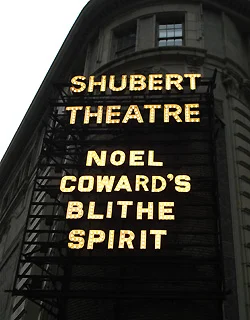 SHUBERT
THEATRE
NOEL
COWARD'S
BLITHE
SPIRIT